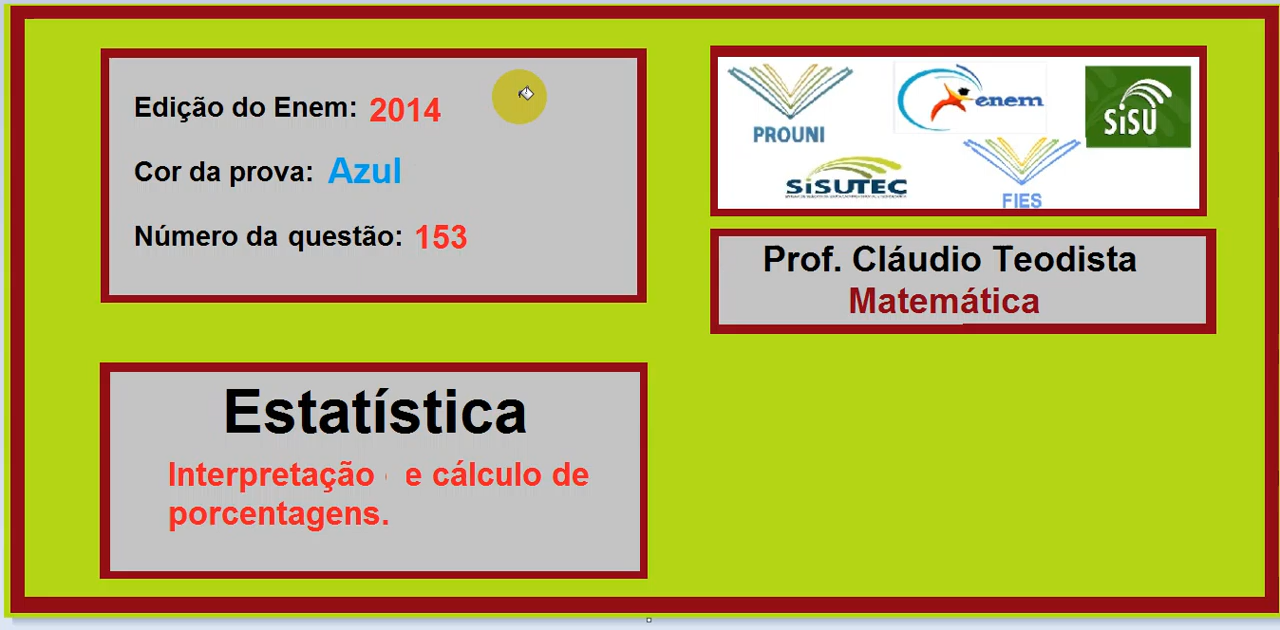 Edição do Enem: 2014
Cor da prova: Azul
Número da questão: 153
PROUNI
enem
SiSU
SiSUTEC
FIES
Prof. Cláudio Teodista
Matemática
Estatística
Interpretação e cálculo de
porcentagens.